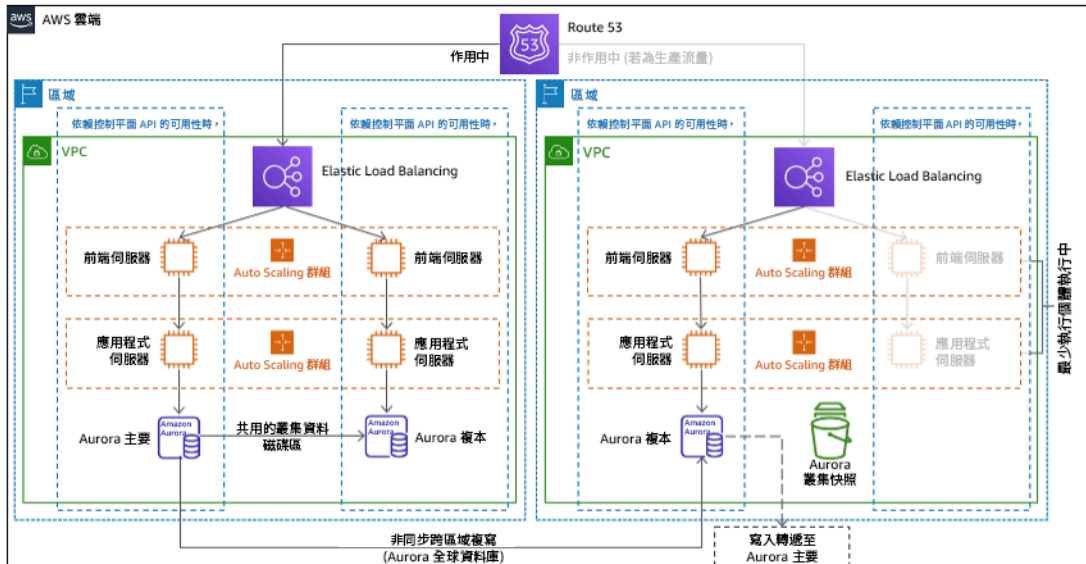 aws
AWS 雲端
53
Route 53
作用中
非作用中 (若為生產流量)
區域
依賴控制平面 API 的可用性時，
依賴控制平面 API 的可用性時，
VPC
Elastic Load Balancing
前端伺服器
Auto Scaling 群組
前端伺服器
應用程式
伺服器
Auto Scaling 群組
應用程式
伺服器
Aurora 主要
Amazon
Aurora
共用的叢集資料
磁碟區
Amazon
Aurora
Aurora 複本
區域
依賴控制平面 API 的可用性時，
依賴控制平面 API 的可用性時，
VPC
Elastic Load Balancing
前端伺服器
Auto Scaling 群組
前端伺服器
應用程式
伺服器
Auto Scaling 群組
應用程式
伺服器
最少執行個體執行中
Aurora 複本
Amazon
Aurora
Aurora
叢集快照
非同步跨區域複寫
(Aurora 全球資料庫)
寫入轉遞至
Aurora 主要